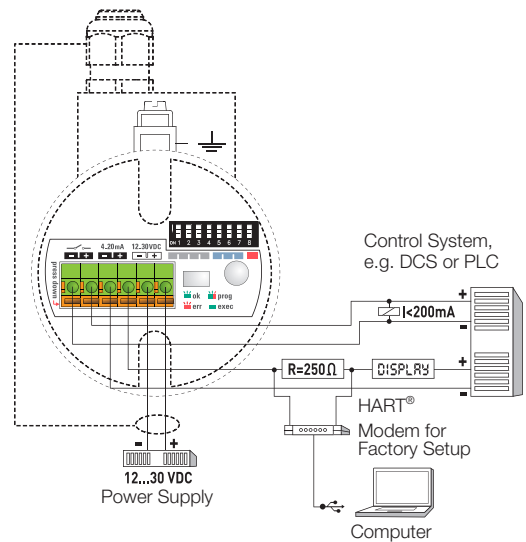 4..20mA 12..30VDC
- + - + - +
ON 1 2 3 4 5 6 7 8
press down
ok prog
err exec
Control System,
e.g. DCS or PLC
+
I<200mA
-
R=250Ω
DISPLAY
+
-
HART®
Modem for
Factory Setup
- +
12...30 VDC
Power Supply
Computer